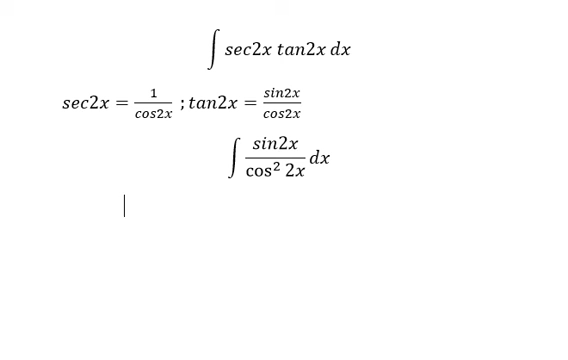 ∫ sec2x tan2x dx
sec2x = 1/cos2x ; tan2x = sin2x/cos2x
∫ sin2x/cos² 2x dx